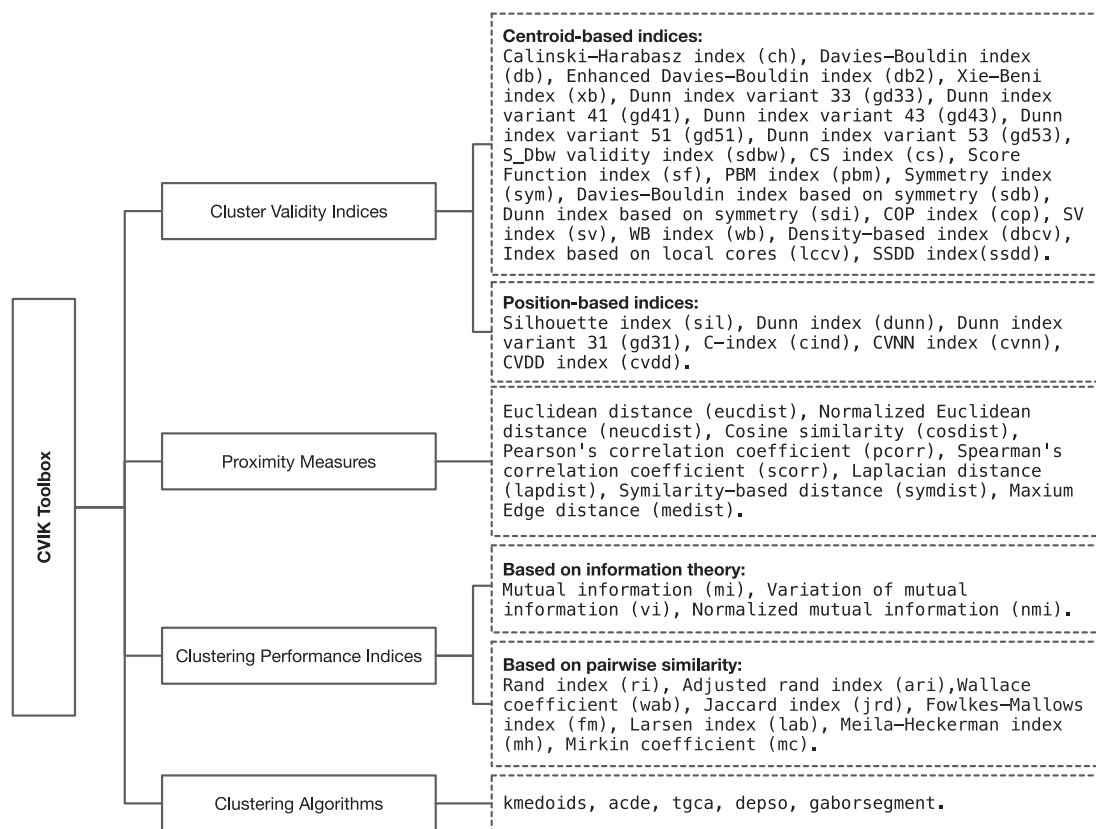 CVIK Toolbox
Cluster Validity Indices
Centroid-based indices:
Calinski–Harabasz index (ch), Davies–Bouldin index
(db), Enhanced Davies–Bouldin index (db2), Xie–Beni
index (xb), Dunn index variant 33 (gd33), Dunn index
variant 41 (gd41), Dunn index variant 43 (gd43), Dunn
index variant 51 (gd51), Dunn index variant 53 (gd53),
S_Dbw validity index (sdbw), CS index (cs), Score
Function index (sf), PBM index (pbm), Symmetry index
(sym), Davies–Bouldin index based on symmetry (sdb),
Dunn index based on symmetry (sdi), COP index (cop), SV
index (sv), WB index (wb), Density–based index (dbcv),
Index based on local cores (lccv), SSDD index(ssdd).
Position-based indices:
Silhouette index (sil), Dunn index (dunn), Dunn index
variant 31 (gd31), C–index (cind), CVNN index (cvnn),
CVDD index (cvdd).
Proximity Measures
Euclidean distance (eucdist), Normalized Euclidean
distance (neucdist), Cosine similarity (cosdist),
Pearson's correlation coefficient (pcorr), Spearman's
correlation coefficient (scorr), Laplacian distance
(lapdist), Symilarity–based distance (symdist), Maxium
Edge distance (medist).
Clustering Performance Indices
Based on information theory:
Mutual information (mi), Variation of mutual
information (vi), Normalized mutual information (nmi).
Based on pairwise similarity:
Rand index (ri), Adjusted rand index (ari),Wallace
coefficient (wab), Jaccard index (jrd), Fowlkes–Mallows
index (fm), Larsen index (lab), Meila–Heckerman index
(mh), Mirkin coefficient (mc).
Clustering Algorithms
kmedoids, acde, tgca, depso, gaborsegment.